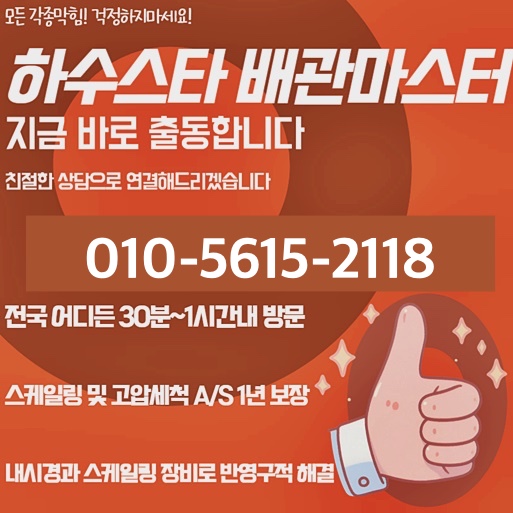 모든 각종막힘! 걱정하지마세요!
하수스타 배관마스터
지금 바로 출동합니다
친절한 상담으로 연결해드리겠습니다
010-5615-2118
전국 어디든 30분~1시간내 방문
스케일링 및 고압세척 A/S 1년 보장
내시경과 스케일링 장비로 반영구적 해결